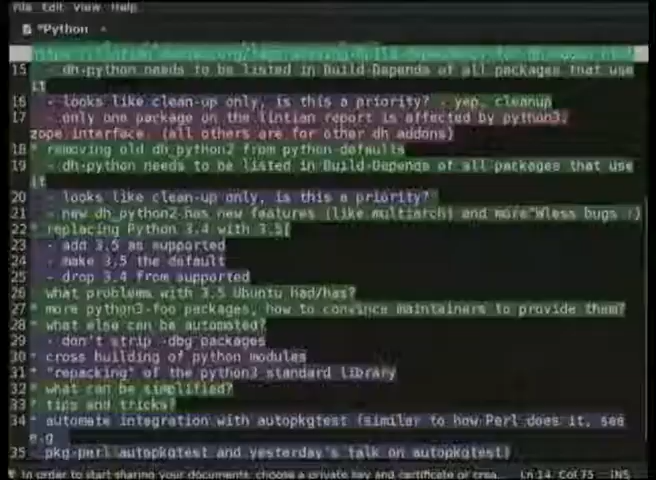 File Edit View Help
*Python
15 - dh-python needs to be listed in Build-Depends of all packages that use
it
16 - looks like clean-up only, is this a priority? - yep, cleanup
17 - only one package on the lintian report is affected by python3,
zope interface. (all others are for other dh addons)
18 * removing old dh_python2 from python-defaults
19 - dh-python needs to be listed in Build-Depends of all packages that use
it
20 - looks like clean-up only, is this a priority?
21 - new dh_python2 has new features (like multiarch) and more"Wless bugs :)
22 * replacing Python 3.4 with 3.5
23 - add 3.5 as supported
24 - make 3.5 the default
25 - drop 3.4 from supported
26 * what problems with 3.5 Ubuntu had/has?
27 * more python3-foo packages, how to convince maintainers to provide them?
28 * what else can be automated?
29 - don't strip -dbg packages
30 * cross building of python modules
31 * "repacking" of the python3 standard library
32 * what can be simplified?
33 * tips and tricks?
34 * automate integration with autopkgtest (similar to how Perl does it, see
e.g
35 - pkg-perl autopkgtest and yesterday's talk on autopkgtest)
In order to start sharing your documents, choose a private key and certificate or crea... Ln 14, Col 75 INS